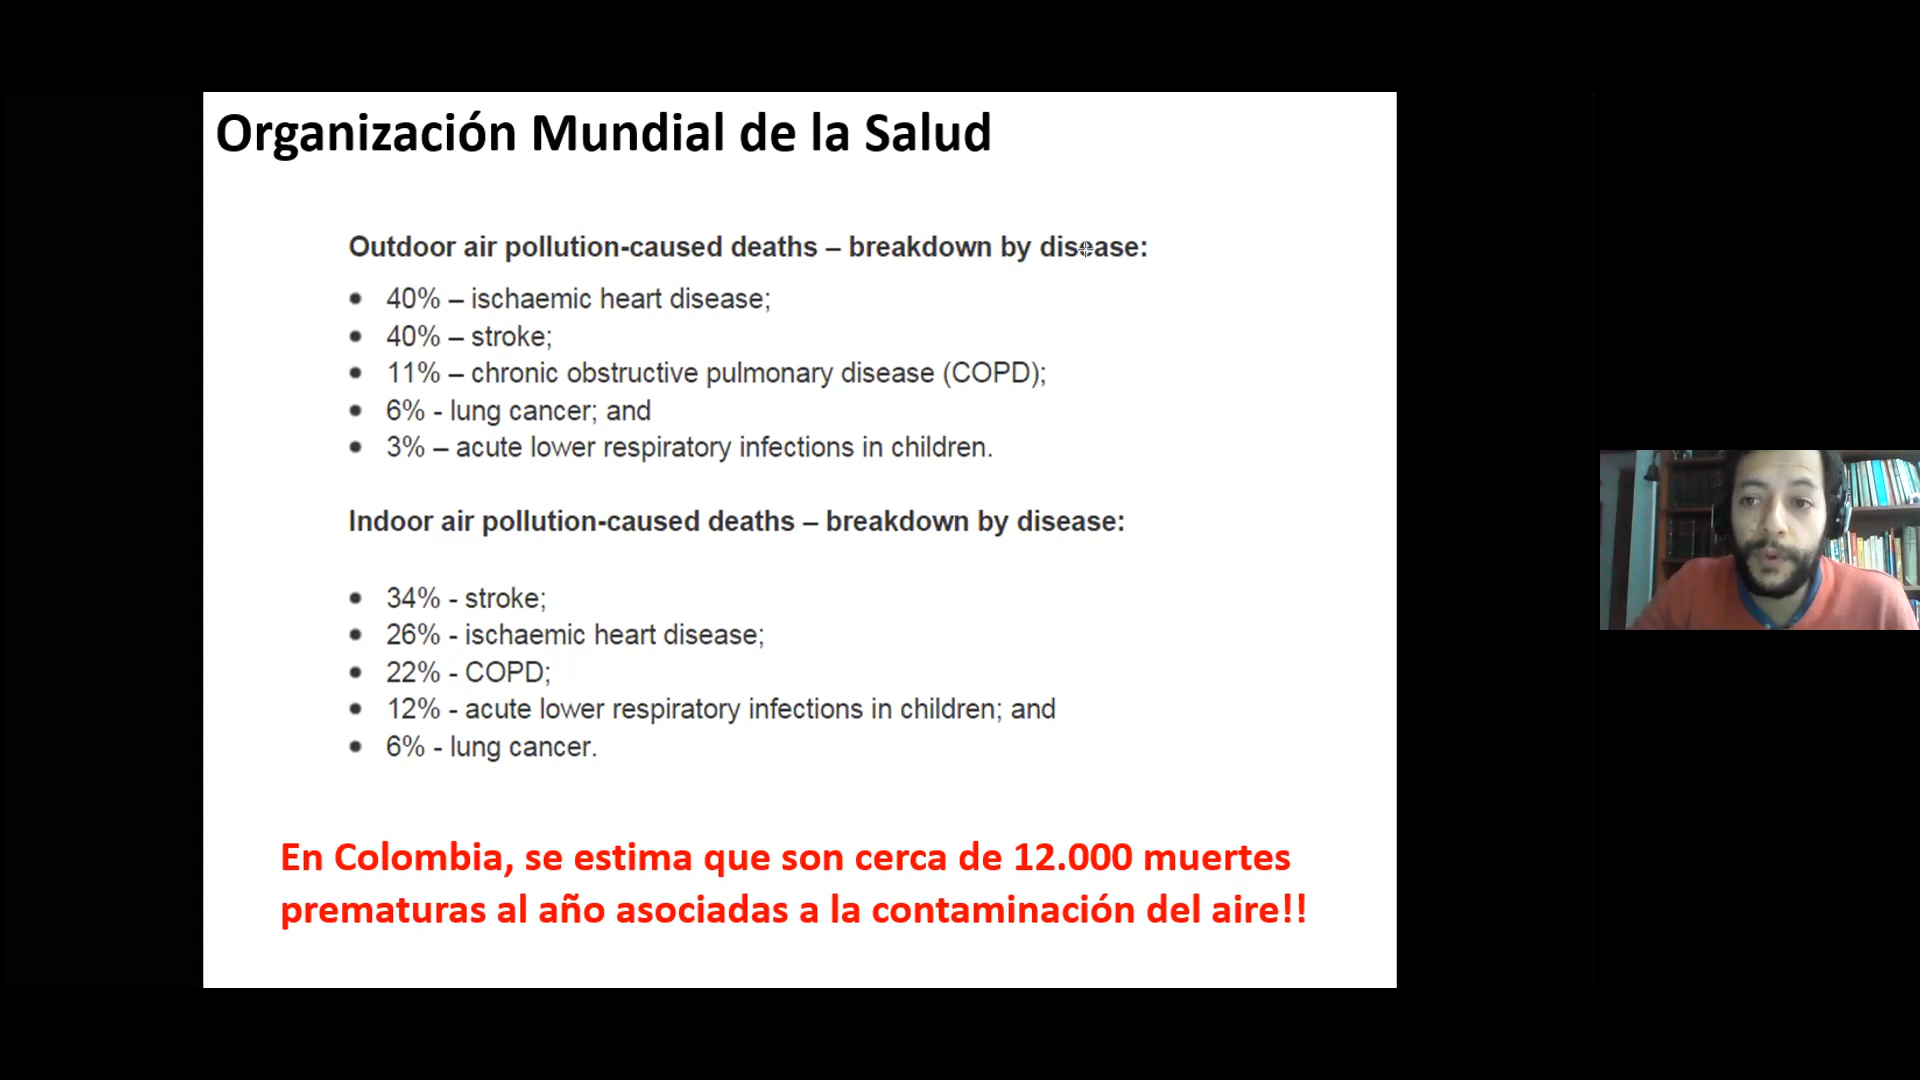 Organización Mundial de la Salud
Outdoor air pollution-caused deaths – breakdown by disease:
● 40% – ischaemic heart disease;
● 40% – stroke;
● 11% – chronic obstructive pulmonary disease (COPD);
● 6% - lung cancer; and
● 3% – acute lower respiratory infections in children.
Indoor air pollution-caused deaths – breakdown by disease:
● 34% - stroke;
● 26% - ischaemic heart disease;
● 22% - COPD;
● 12% - acute lower respiratory infections in children; and
● 6% - lung cancer.
En Colombia, se estima que son cerca de 12.000 muertes
prematuras al año asociadas a la contaminación del aire!!